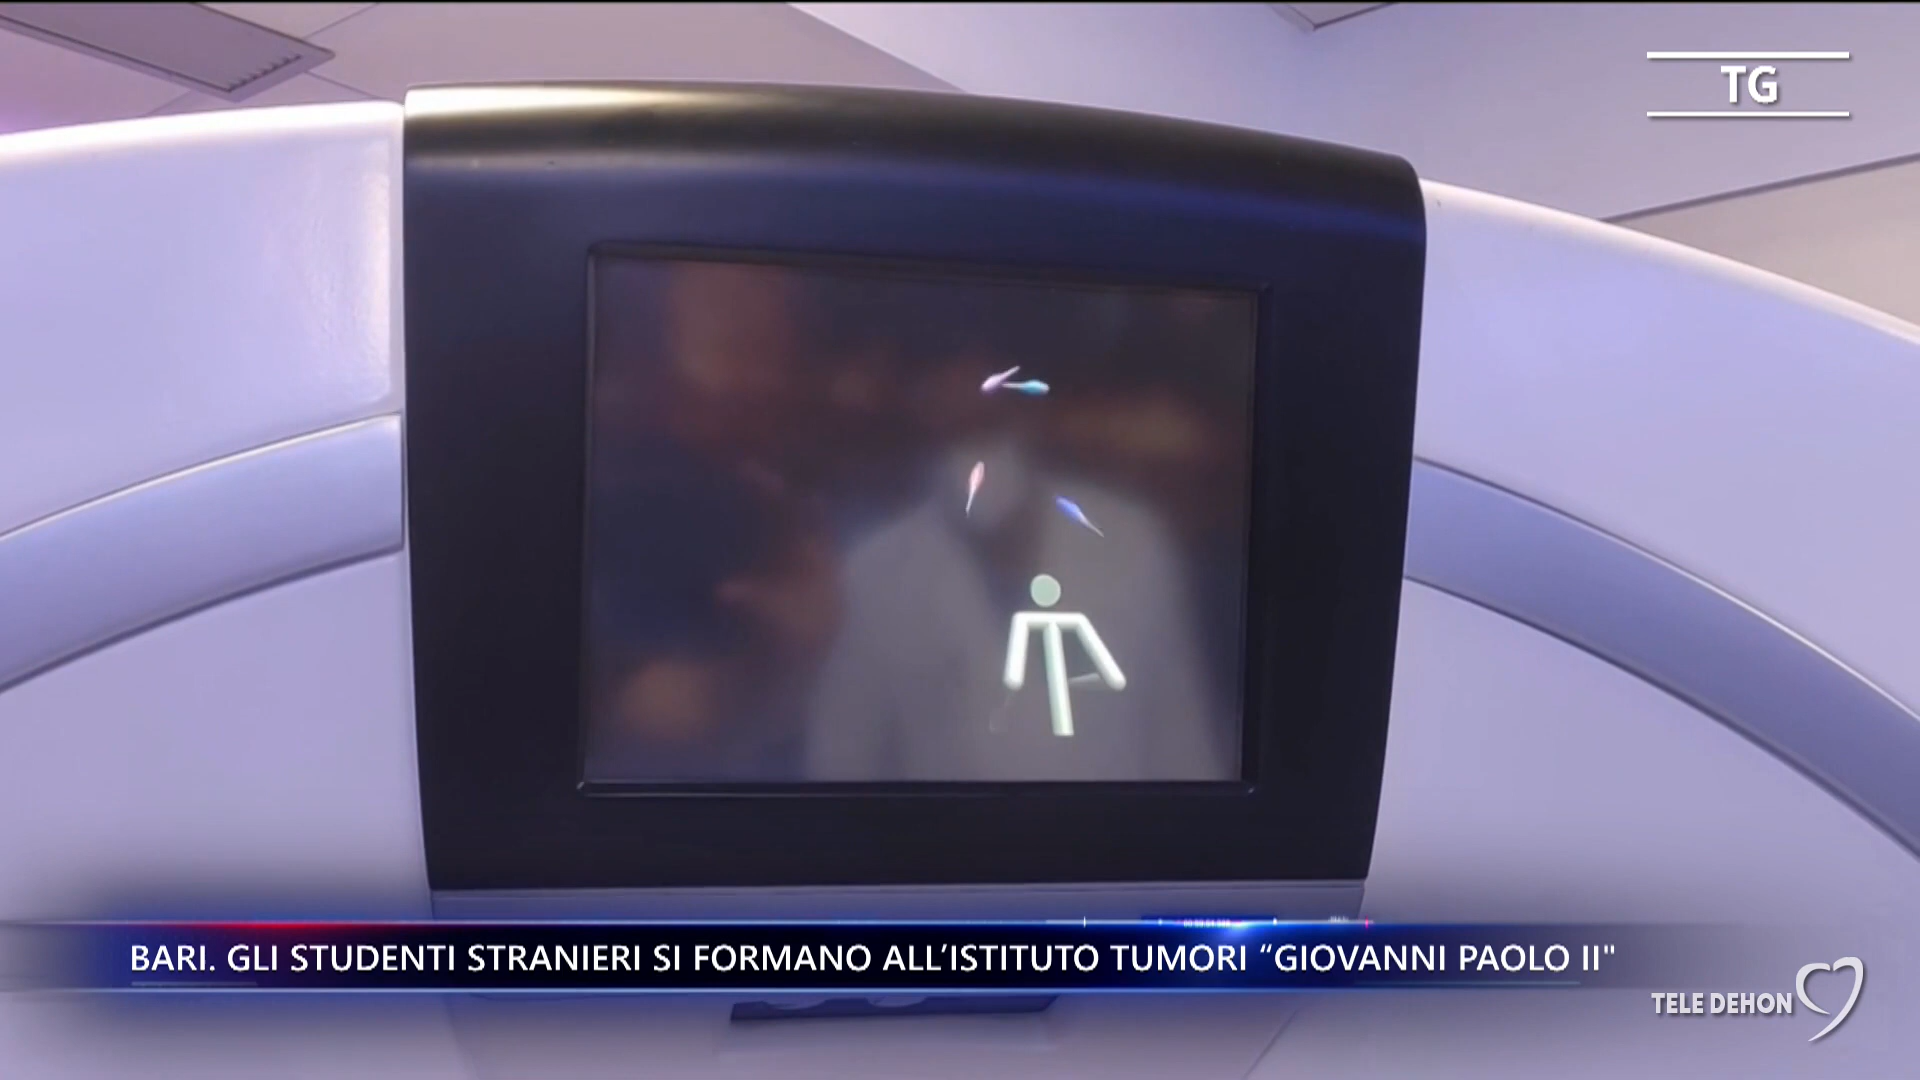 TG
BARI. GLI STUDENTI STRANIERI SI FORMANO ALL’ISTITUTO TUMORI “GIOVANNI PAOLO II"
TELE DEHON